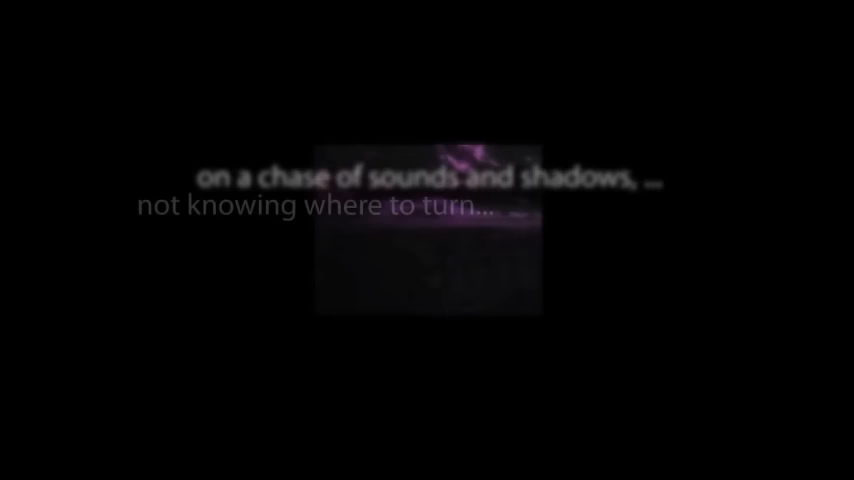 on a chase of sounds and shadows, ...
not knowing where to turn...